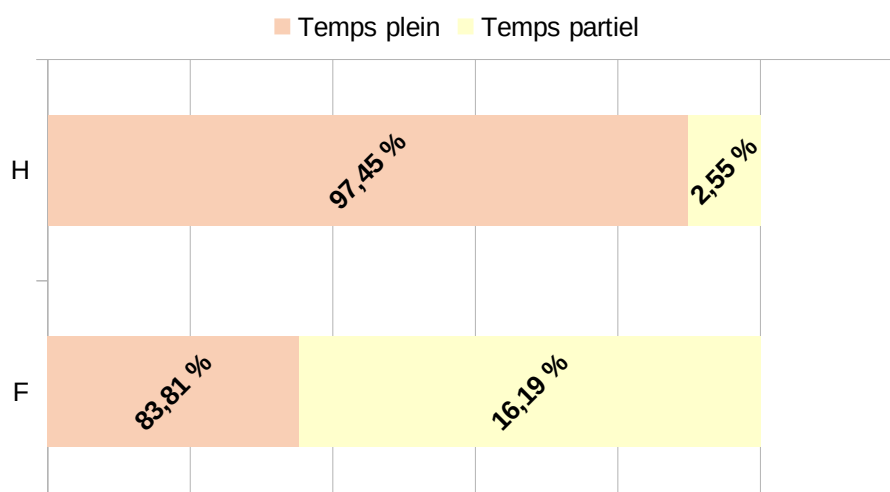 Temps plein Temps partiel
H 97,45 % 2,55 %
F 83,81 % 16,19 %